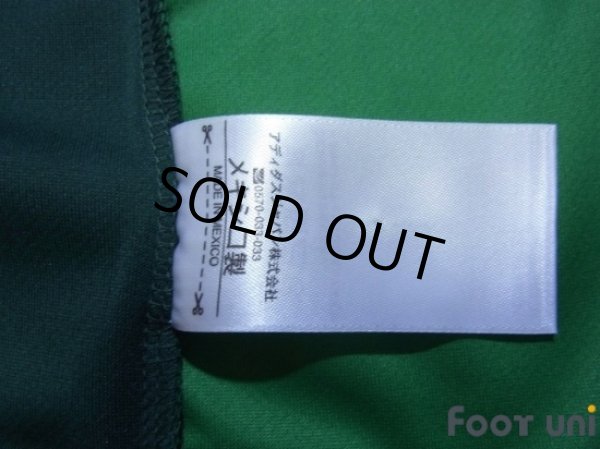 アディダスジャパン株式会社
☎0570-033-033
メキシコ製
MADE IN MEXICO
SOLD OUT
FOOT UNI